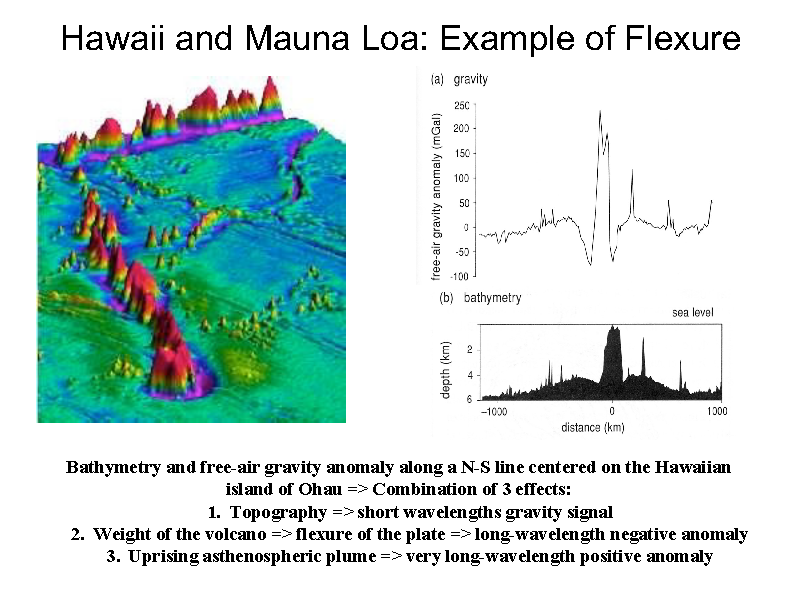 Hawaii and Mauna Loa: Example of Flexure
(a) gravity
free-air gravity anomaly (mGal)
250
200
150
100
50
0
-50
-100
(b) bathymetry
sea level
depth (km)
2
4
6
–1000
0
1000
distance (km)
Bathymetry and free-air gravity anomaly along a N-S line centered on the Hawaiian
island of Ohau => Combination of 3 effects:
1. Topography => short wavelengths gravity signal
2. Weight of the volcano => flexure of the plate => long-wavelength negative anomaly
3. Uprising asthenospheric plume => very long-wavelength positive anomaly